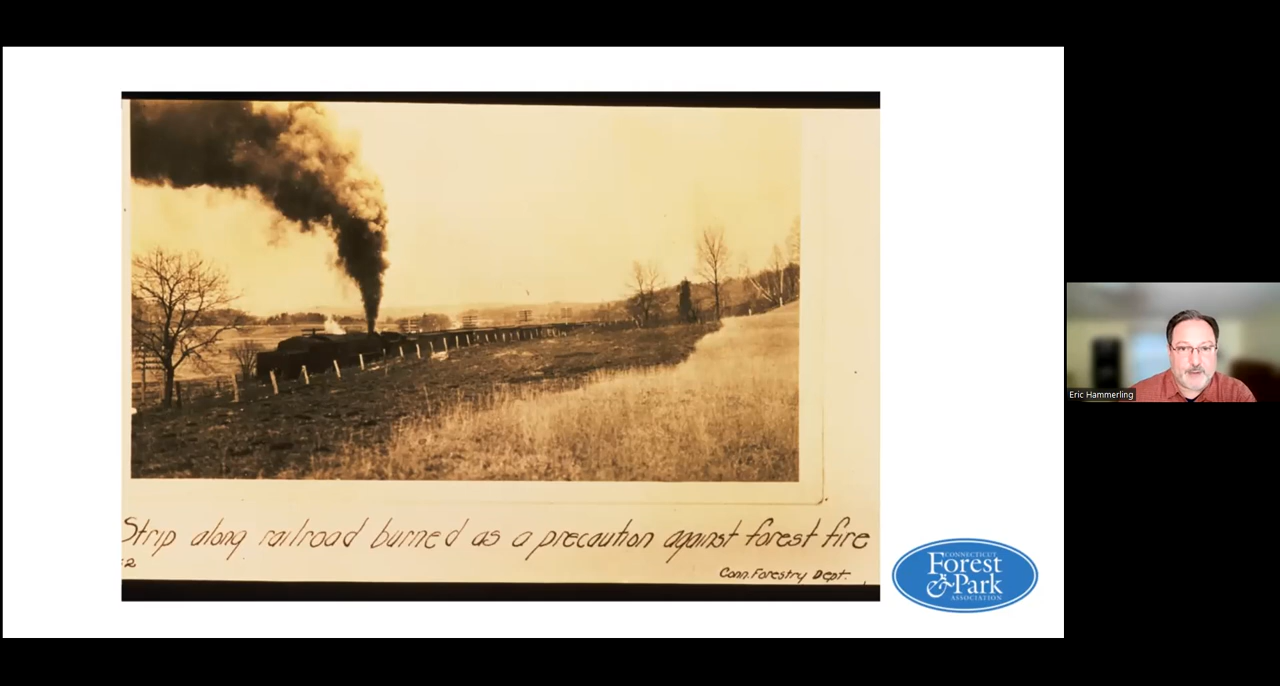 Strip along railroad burned as a precaution against forest fire
2
Conn. Forestry Dept.
CONNECTICUT
Forest
& Park
ASSOCIATION
Eric Hammerling